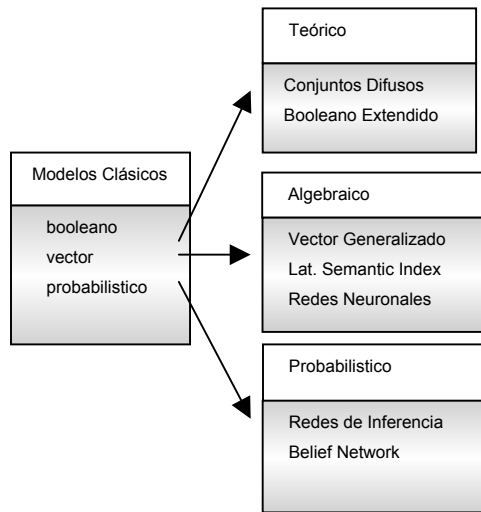 Modelos Clásicos
booleano
vector
probabilistico
Teórico
Conjuntos Difusos
Booleano Extendido
Algebraico
Vector Generalizado
Lat. Semantic Index
Redes Neuronales
Probabilistico
Redes de Inferencia
Belief Network